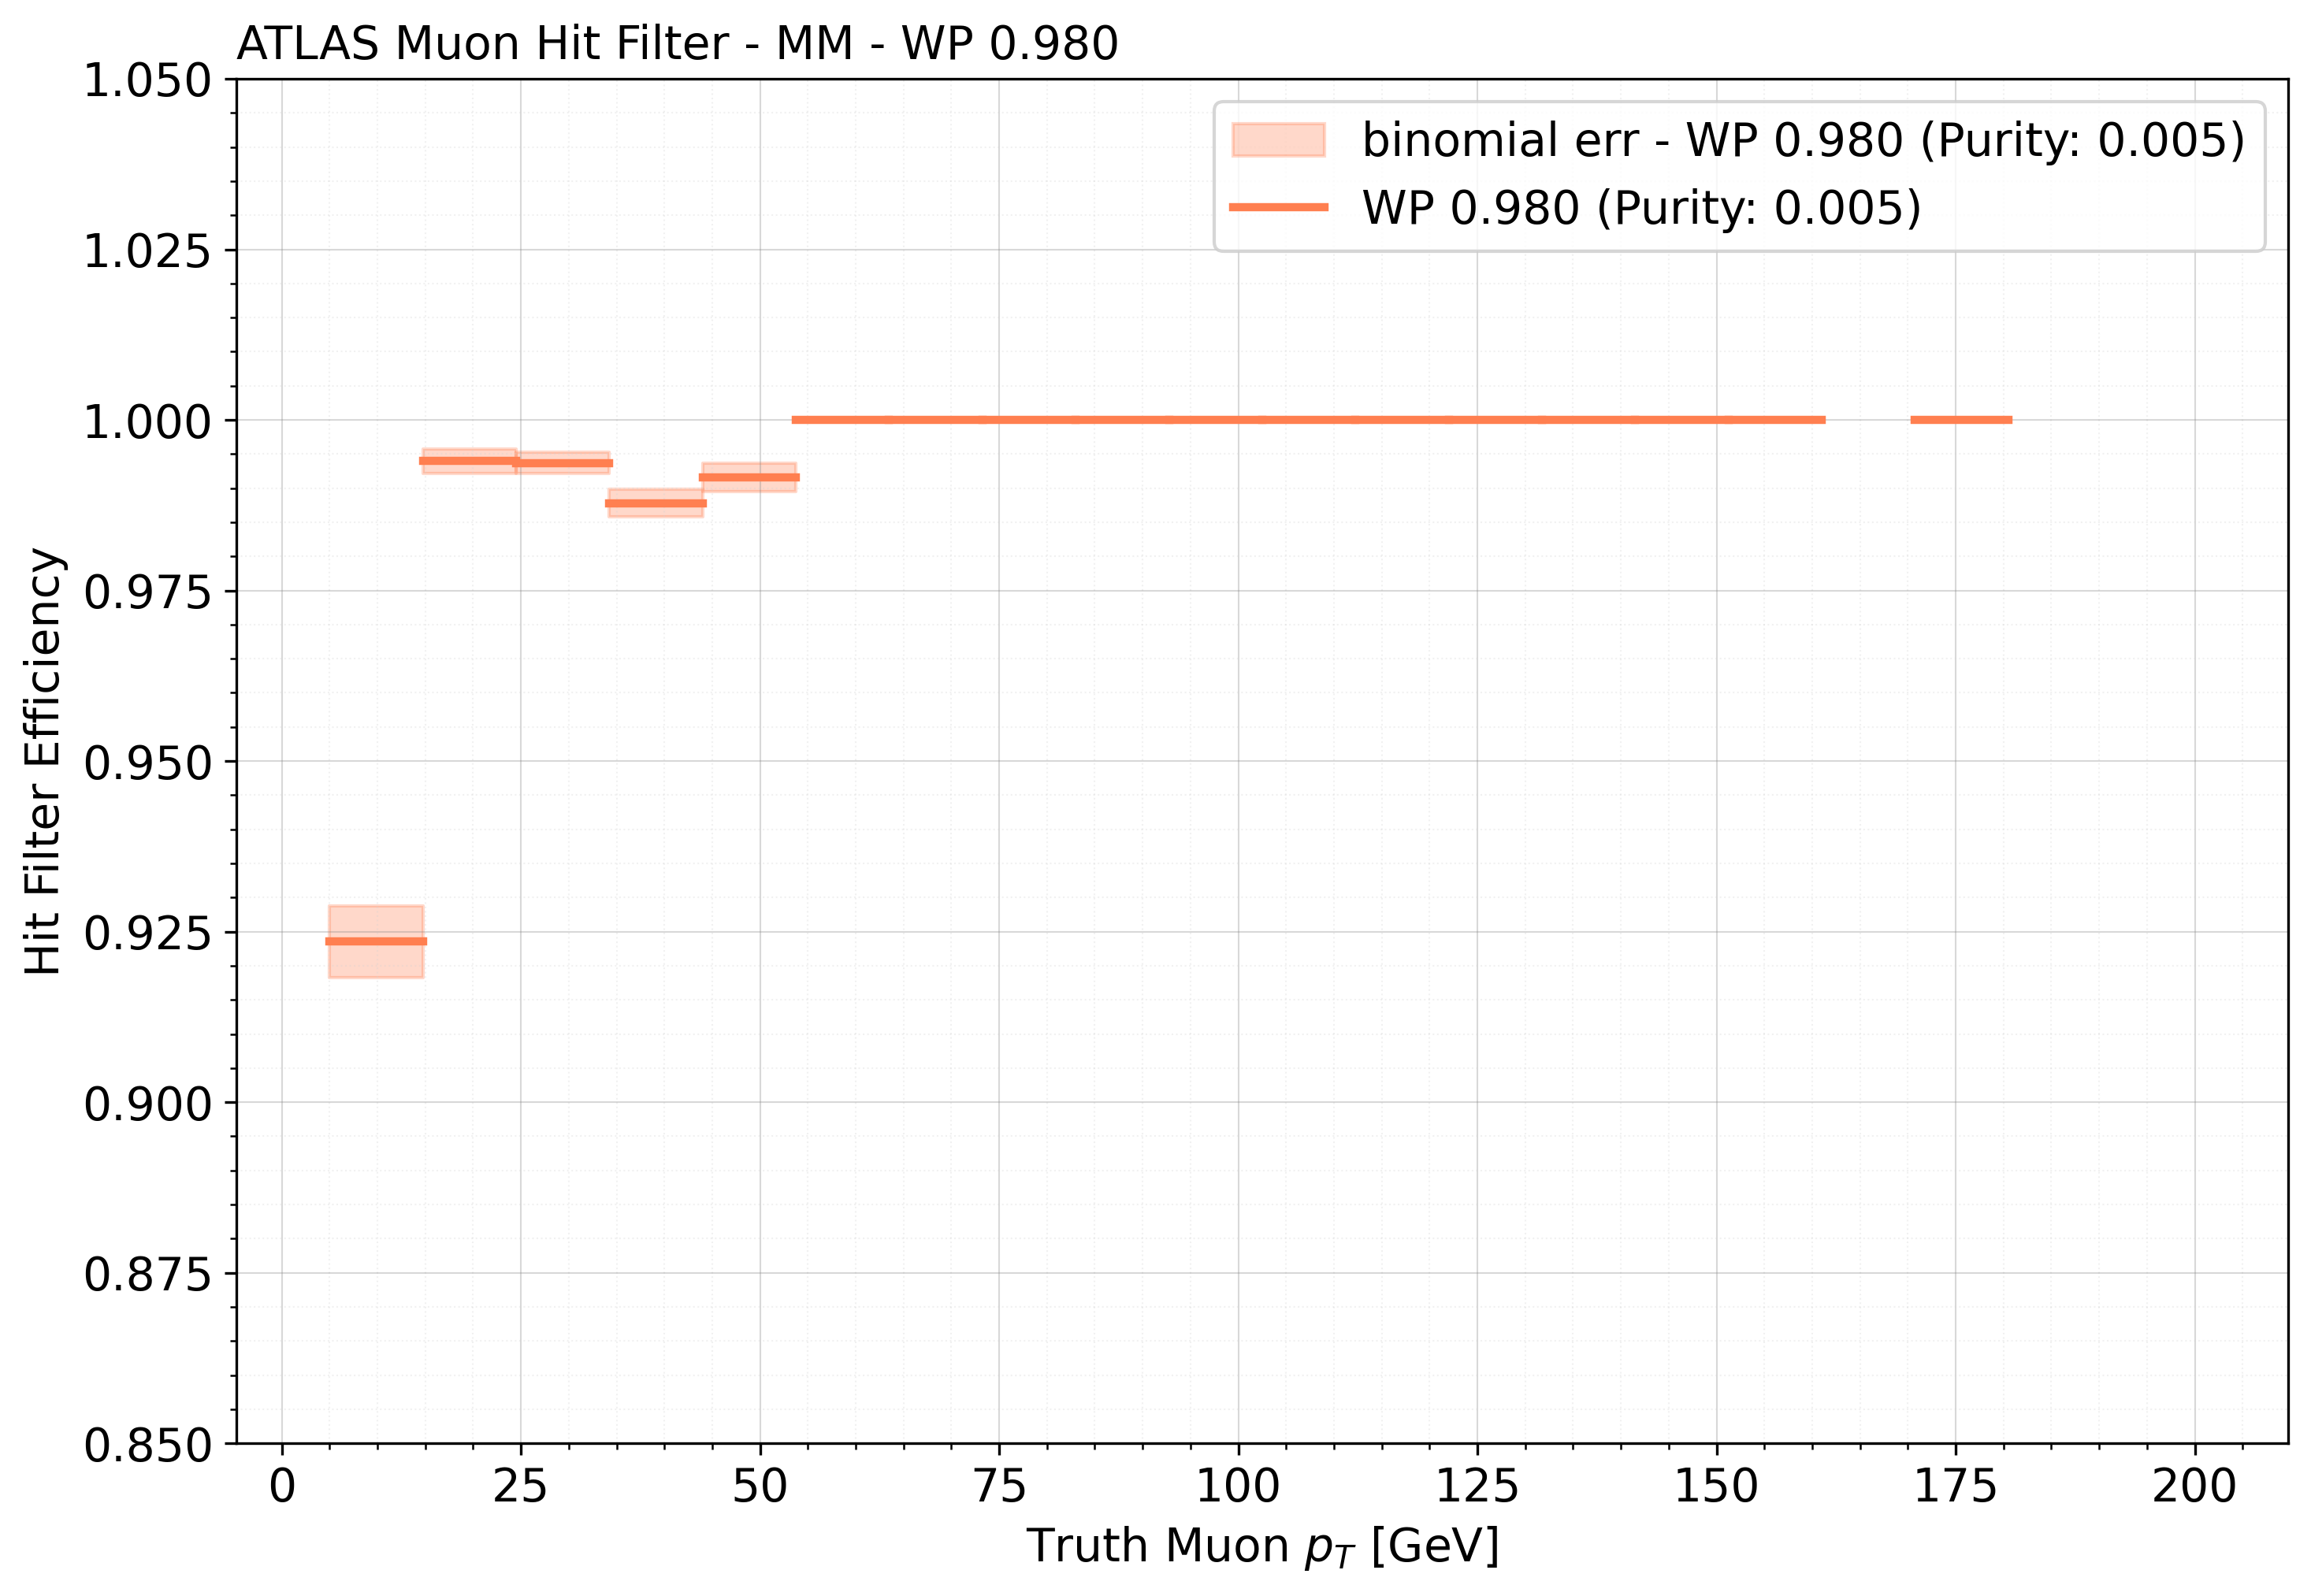 ATLAS Muon Hit Filter - MM - WP 0.980
binomial err - WP 0.980 (Purity: 0.005)
WP 0.980 (Purity: 0.005)
Hit Filter Efficiency
1.050
1.025
1.000
0.975
0.950
0.925
0.900
0.875
0.850
0 25 50 75 100 125 150 175 200
Truth Muon p_T [GeV]